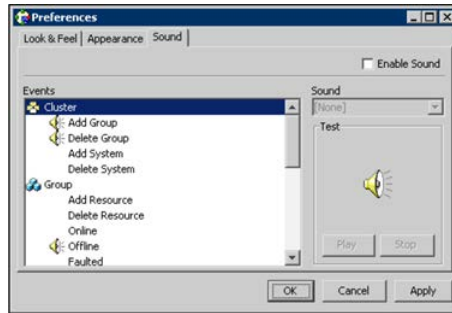 Preferences
Look & Feel
Appearance
Sound
Enable Sound
Events
Cluster
Add Group
Delete Group
Add System
Delete System
Group
Add Resource
Delete Resource
Online
Offline
Faulted
Sound
[None]
Test
Play
Stop
OK
Cancel
Apply